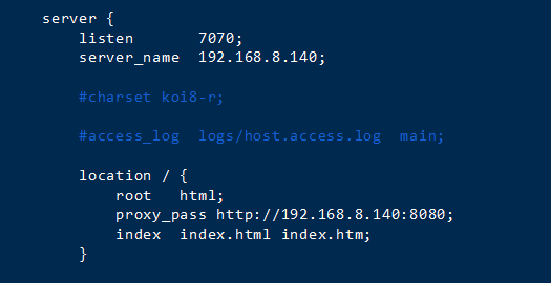 server {
    listen       7070;
    server_name  192.168.8.140;
    #charset koi8-r;
    #access_log  logs/host.access.log  main;
    location / {
        root   html;
        proxy_pass http://192.168.8.140:8080;
        index  index.html index.htm;
    }